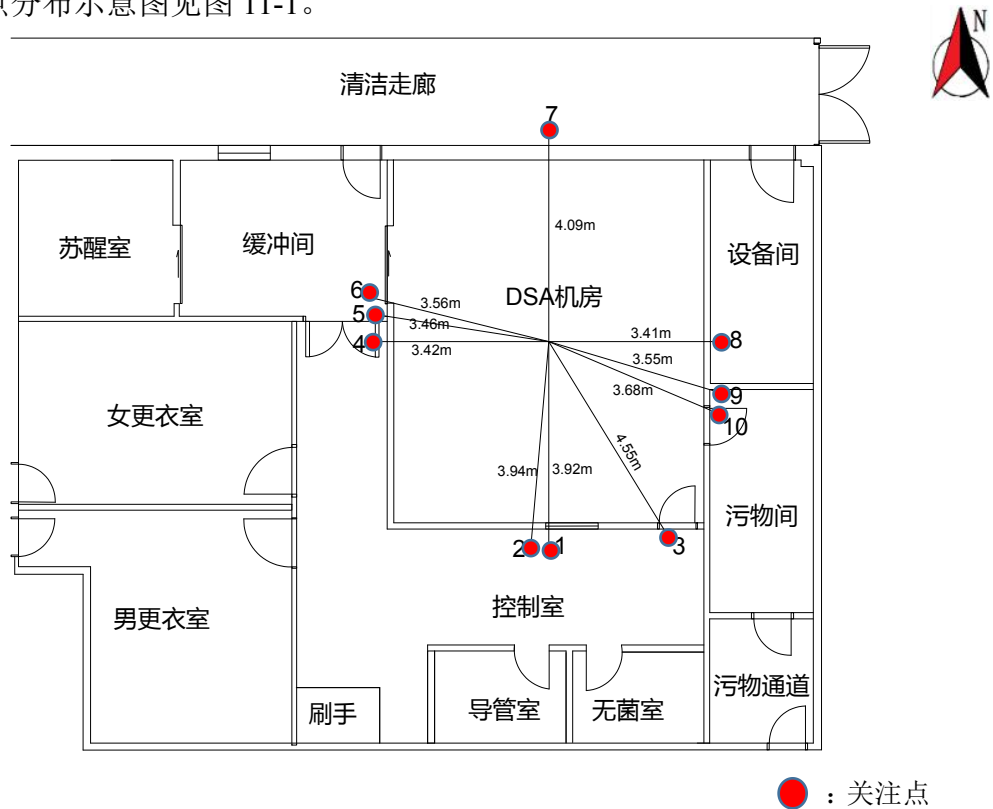 点分布示意图见图 11-1。
N
清洁走廊
7
4.09m
苏醒室
缓冲间
DSA机房
设备间
6
3.56m
5
3.46m
4
3.42m
3.41m
8
3.55m
9
3.68m
10
女更衣室
3.94m
3.92m
4.55m
污物间
2
1
3
控制室
男更衣室
刷手
导管室
无菌室
污物通道
：关注点